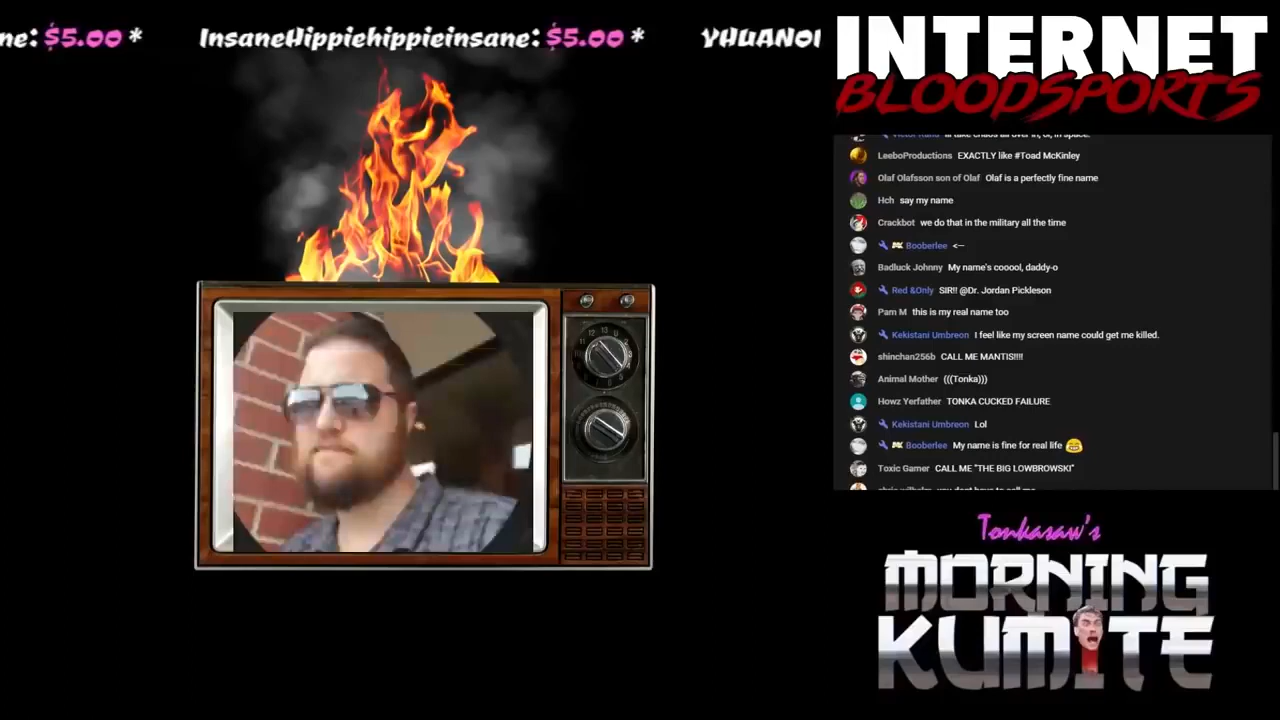 ne: $5.00 * InsaneHippiehippieinsane: $5.00 * YHUANOI
INTERNET
BLOODSPORTS
LeeboProductions EXACTLY like #Toad McKinley
Olaf Olafsson son of Olaf Olaf is a perfectly fine name
Hch say my name
Crackbot we do that in the military all the time
Booberlee <—
Badluck Johnny My name's cooool, daddy-o
Red &Only SIR!! @Dr. Jordan Pickleson
Pam M this is my real name too
Kekistani Umbreon I feel like my screen name could get me killed.
shinchan256b CALL ME MANTIS!!!!
Animal Mother (((Tonka)))
Howz Yerfather TONKA CUCKED FAILURE
Kekistani Umbreon Lol
Booberlee My name is fine for real life 😂
Toxic Gamer CALL ME "THE BIG LOWBROWSKI"
Tonkasaw's
MORNING
KUMITE